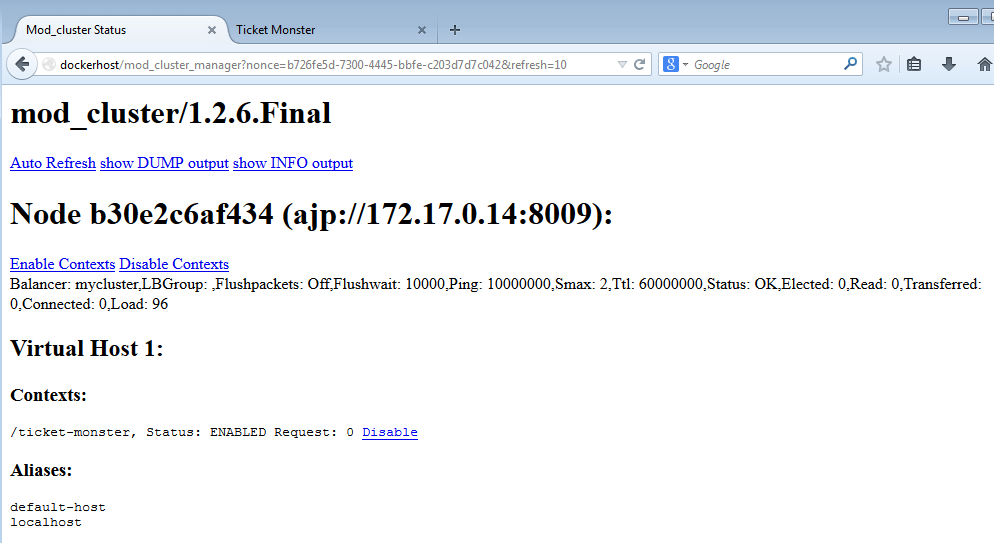 Mod_cluster Status
Ticket Monster
dockerhost/mod_cluster_manager?nonce=b726fe5d-7300-4445-bbfe-c203d7d7c042&refresh=10
Google
mod_cluster/1.2.6.Final
Auto Refresh show DUMP output show INFO output
Node b30e2c6af434 (ajp://172.17.0.14:8009):
Enable Contexts Disable Contexts
Balancer: mycluster,LBGroup: ,Flushpackets: Off,Flushwait: 10000,Ping: 10000000,Smax: 2,Ttl: 60000000,Status: OK,Elected: 0,Read: 0,Transferred:
0,Connected: 0,Load: 96
Virtual Host 1:
Contexts:
/ticket-monster, Status: ENABLED Request: 0 Disable
Aliases:
default-host
localhost